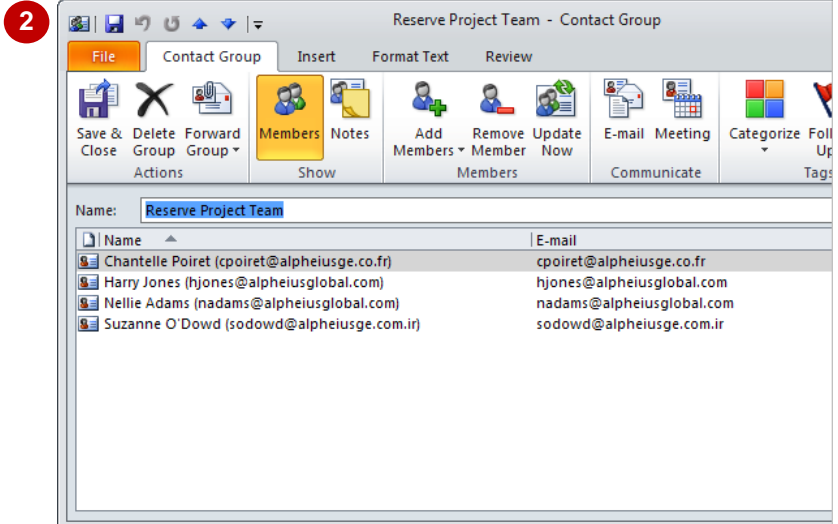 2
Reserve Project Team - Contact Group
File Contact Group Insert Format Text Review
Save & Close Delete Group Forward Group Members Notes Add Members Remove Member Update Now E-mail Meeting Categorize
Actions Show Members Communicate Tags
Name: Reserve Project Team
Name E-mail
Chantelle Poiret (cpoiret@alpheiusge.co.fr) cpoiret@alpheiusge.co.fr
Harry Jones (hjones@alpheiusglobal.com) hjones@alpheiusglobal.com
Nellie Adams (nadams@alpheiusglobal.com) nadams@alpheiusglobal.com
Suzanne O'Dowd (sodowd@alpheiusge.com.ir) sodowd@alpheiusge.com.ir